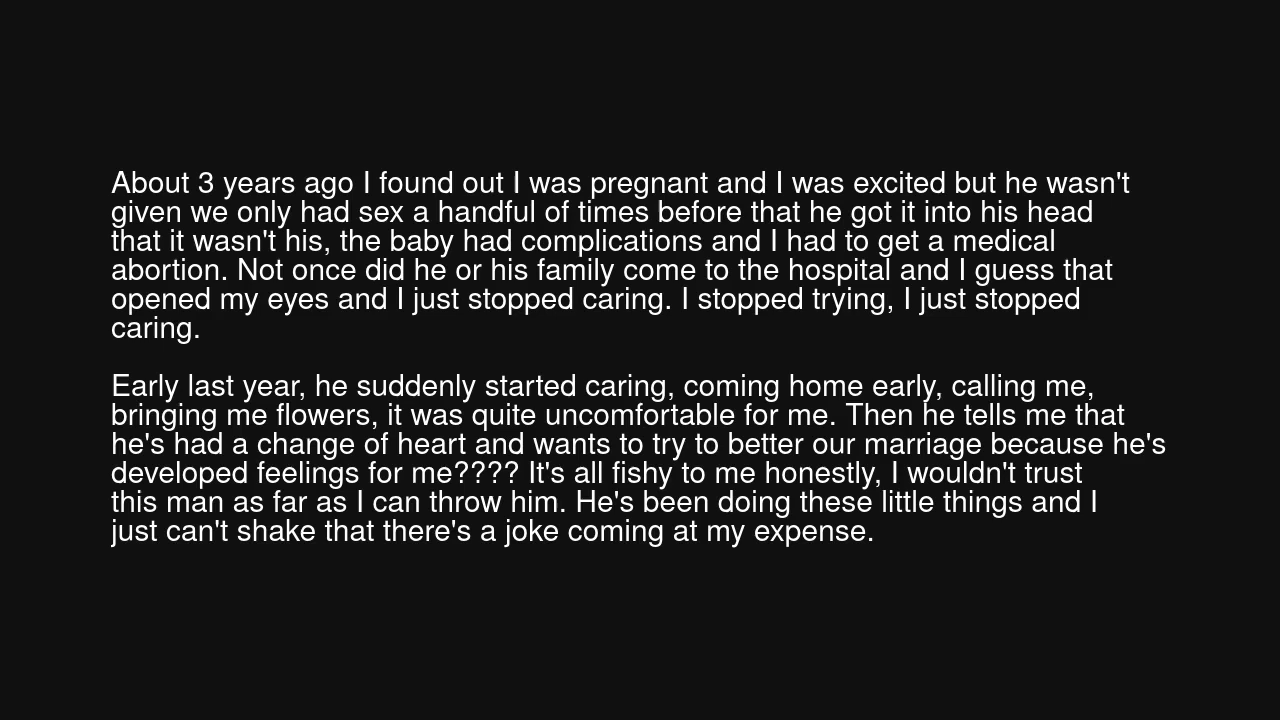 About 3 years ago I found out I was pregnant and I was excited but he wasn't
given we only had sex a handful of times before that he got it into his head
that it wasn't his, the baby had complications and I had to get a medical
abortion. Not once did he or his family come to the hospital and I guess that
opened my eyes and I just stopped caring. I stopped trying, I just stopped
caring.
Early last year, he suddenly started caring, coming home early, calling me,
bringing me flowers, it was quite uncomfortable for me. Then he tells me that
he's had a change of heart and wants to try to better our marriage because he's
developed feelings for me???? It's all fishy to me honestly, I wouldn't trust
this man as far as I can throw him. He's been doing these little things and I
just can't shake that there's a joke coming at my expense.